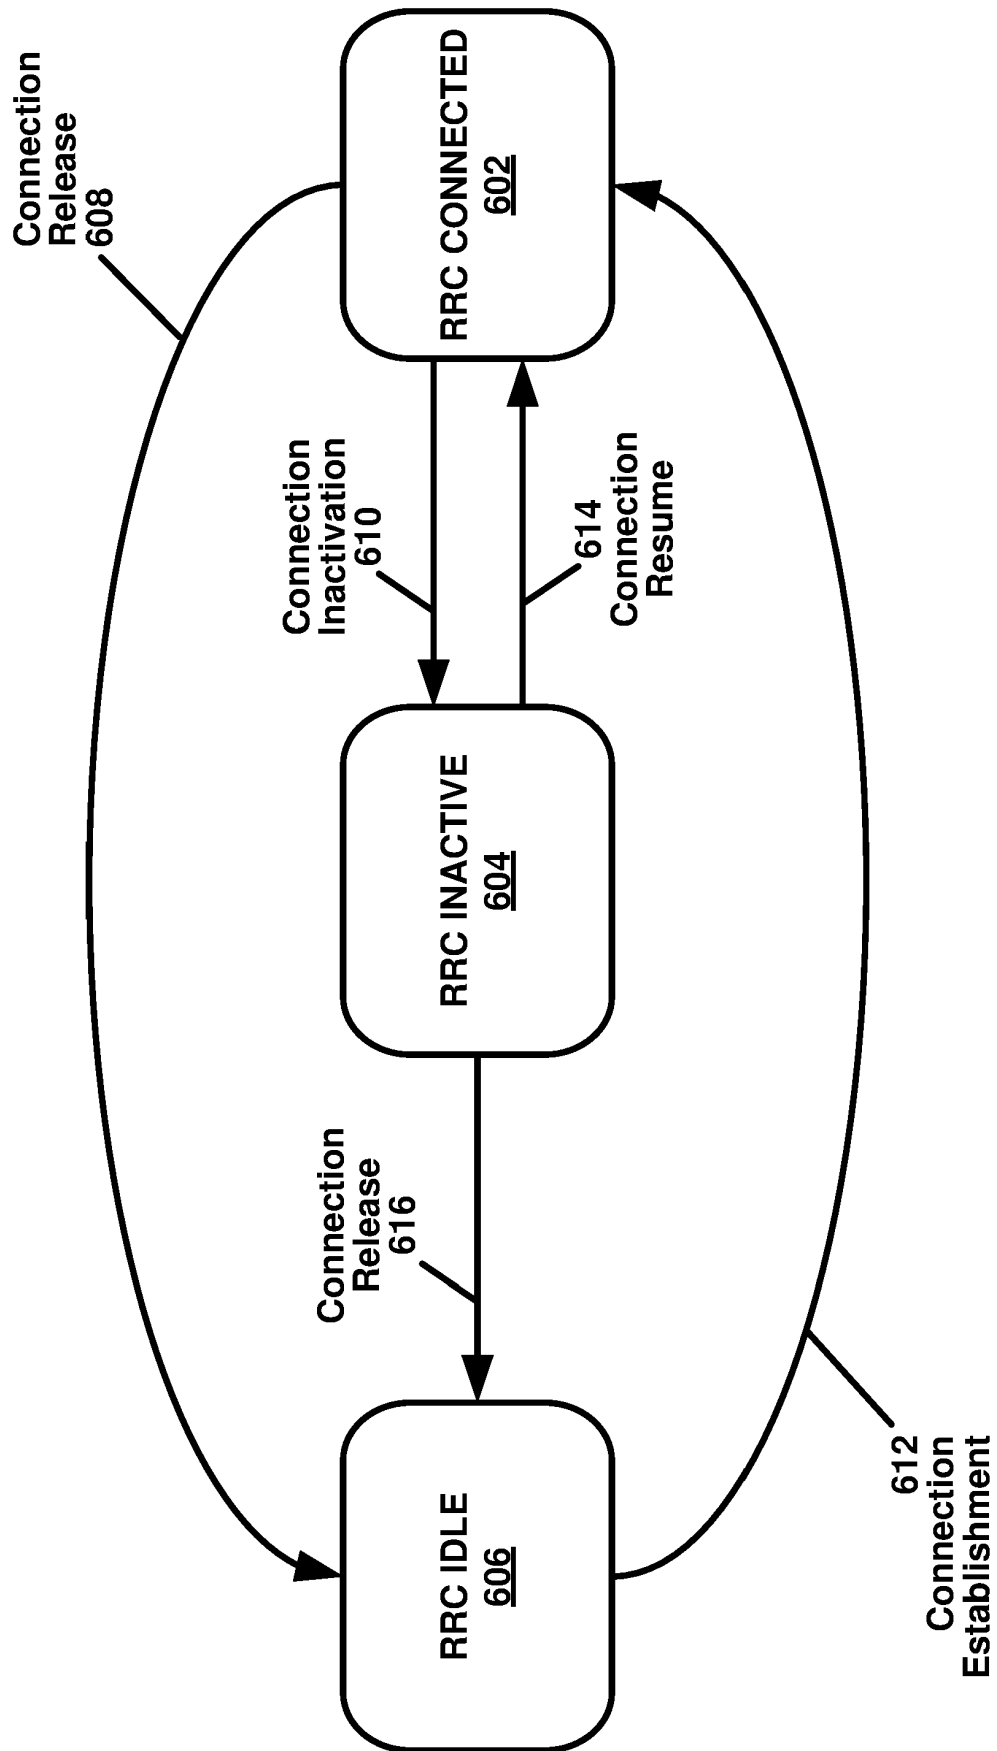 Connection
Release
608
RRC CONNECTED
602
Connection
Inactivation
610
614
Connection
Resume
RRC INACTIVE
604
Connection
Release
616
RRC IDLE
606
612
Connection
Establishment